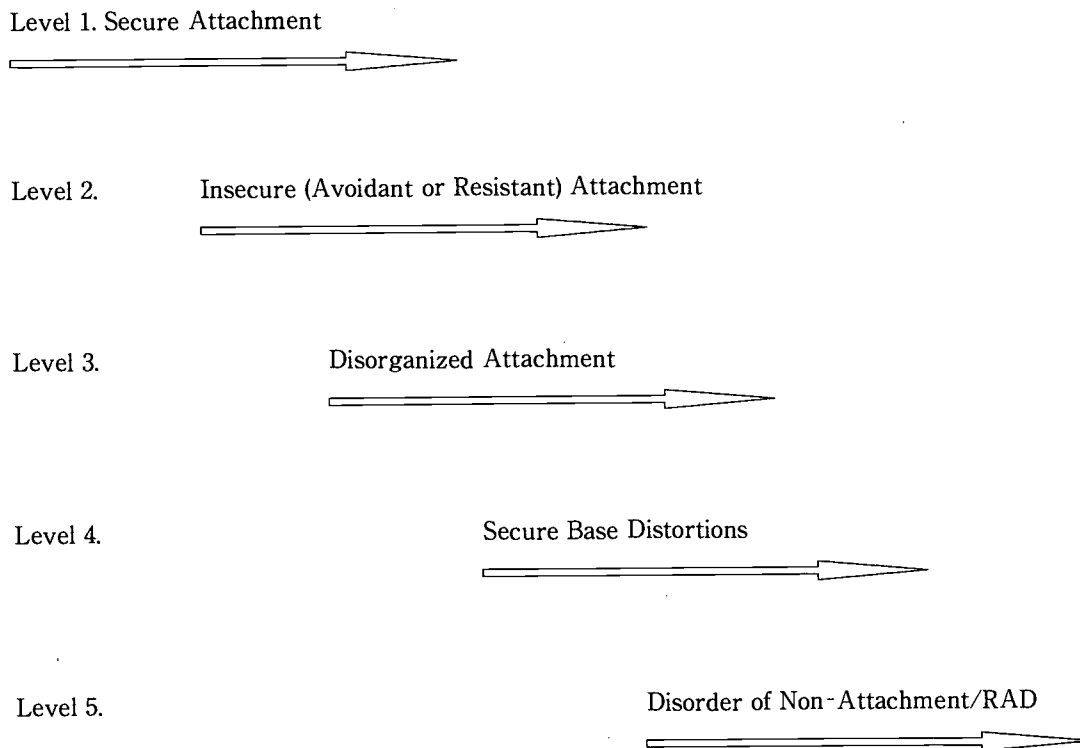 Level 1. Secure Attachment
Level 2. Insecure (Avoidant or Resistant) Attachment
Level 3. Disorganized Attachment
Level 4. Secure Base Distortions
Level 5. Disorder of Non-Attachment/RAD